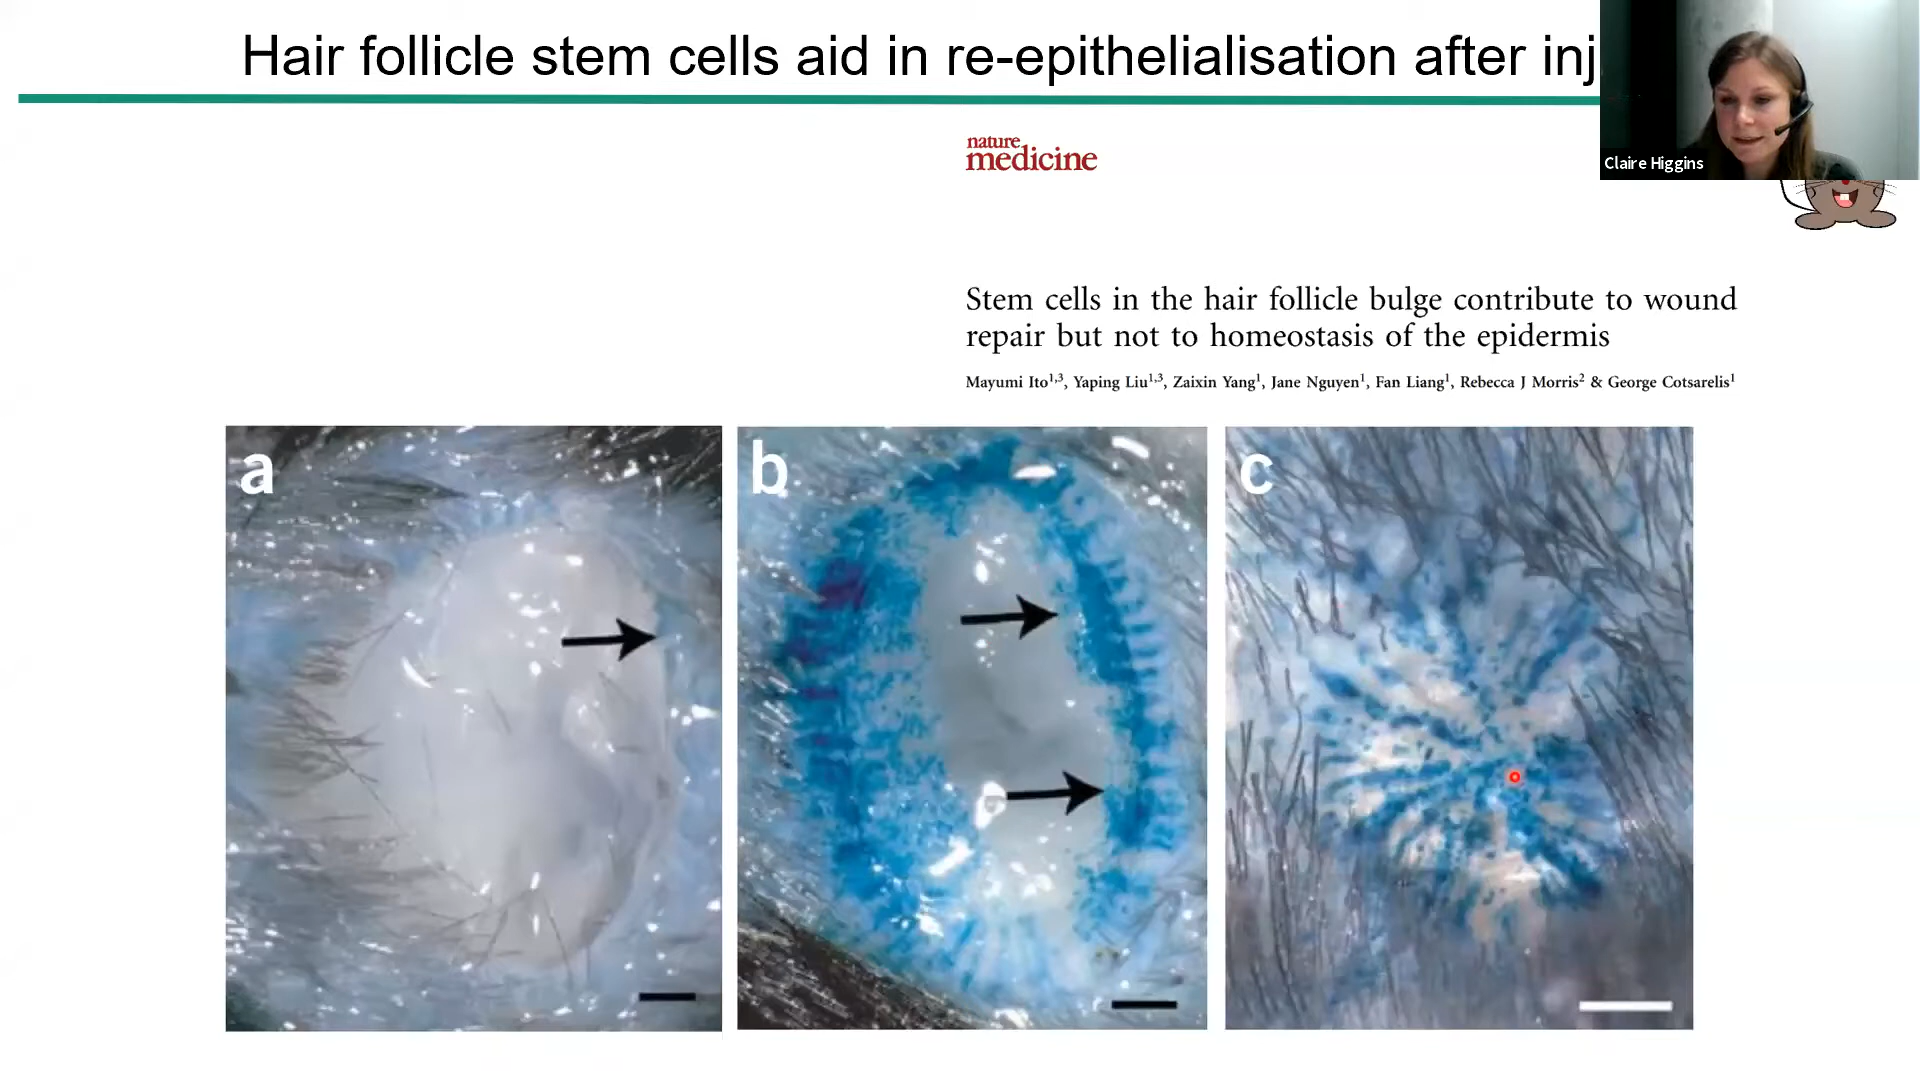 Hair follicle stem cells aid in re-epithelialisation after inj
Claire Higgins
nature
medicine
Stem cells in the hair follicle bulge contribute to wound
repair but not to homeostasis of the epidermis
Mayumi Ito1,3, Yaping Liu1,3, Zaixin Yang1, Jane Nguyen1, Fan Liang1, Rebecca J Morris2 & George Cotsarelis1
a
b
c